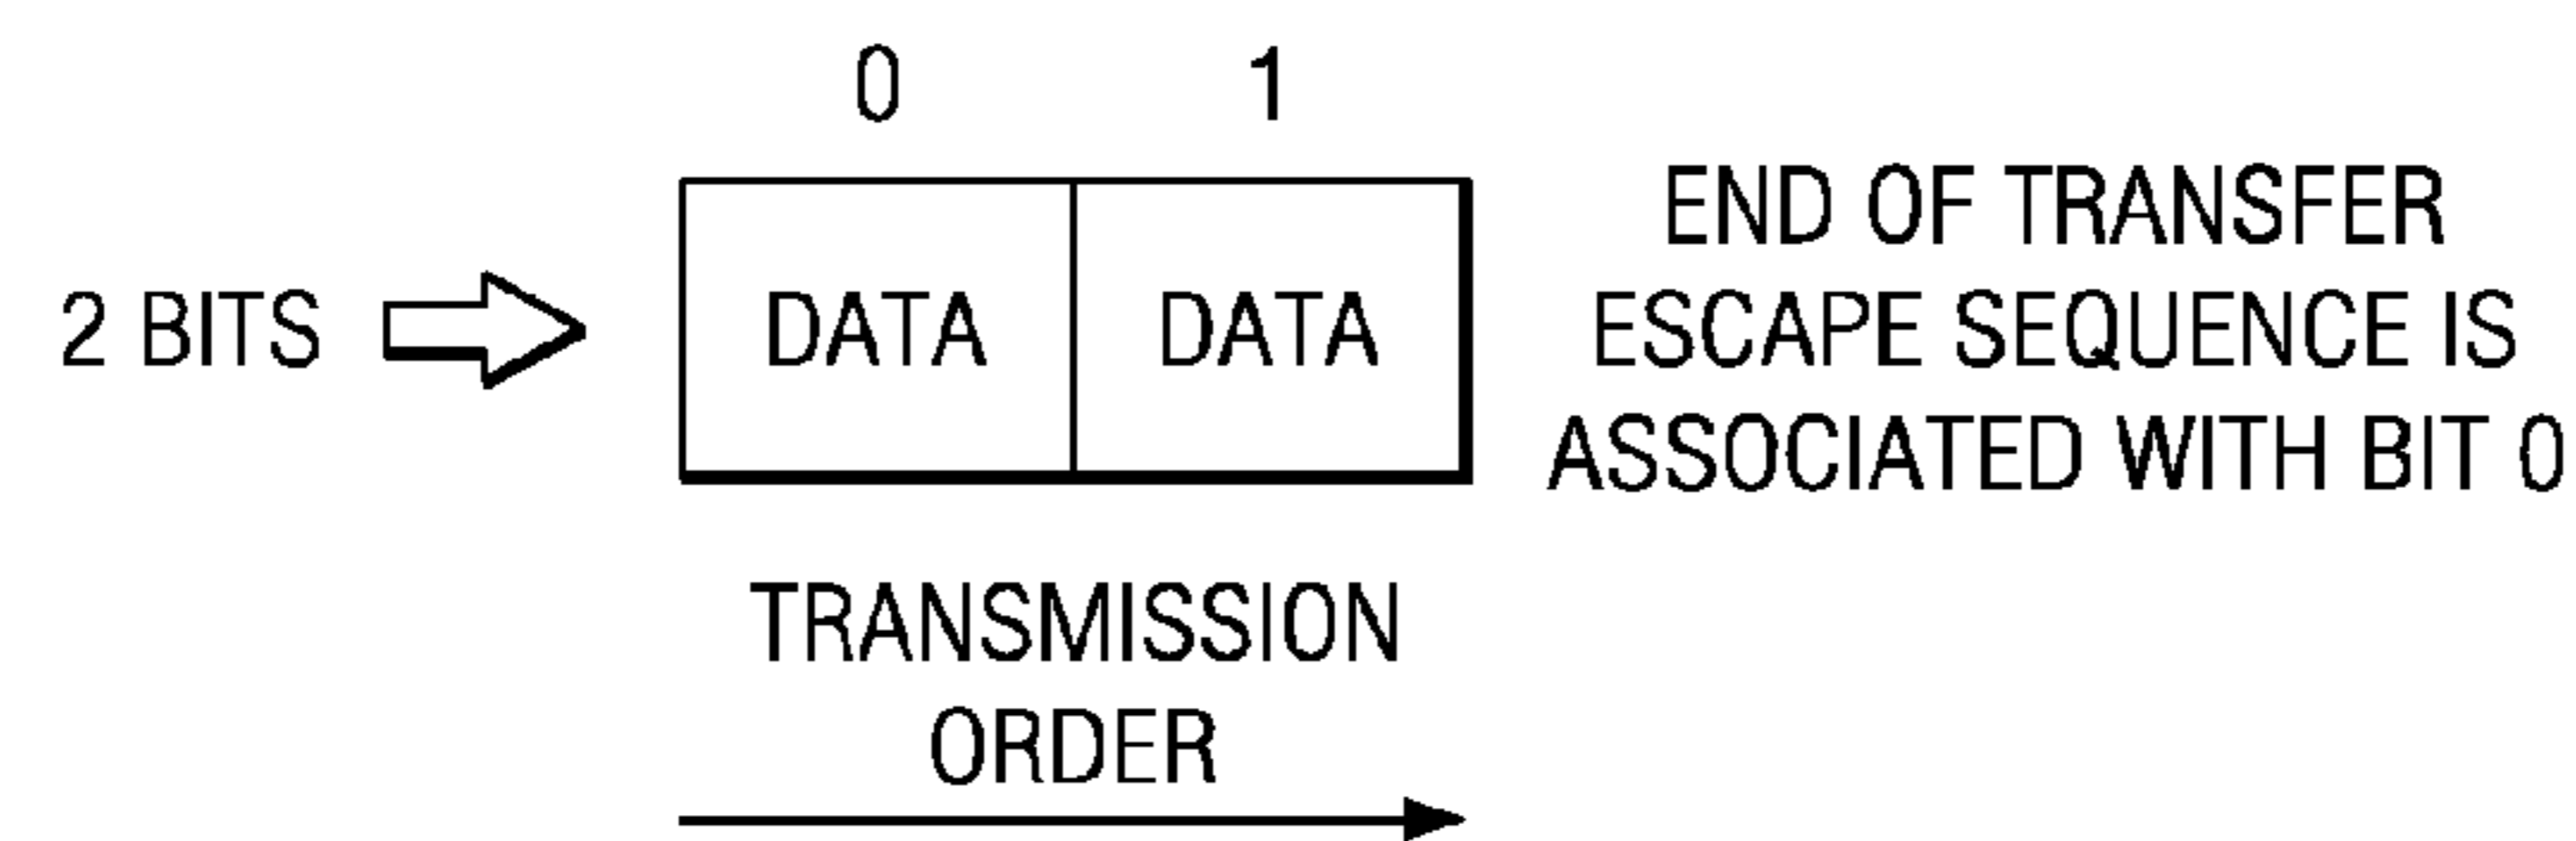 0 1
END OF TRANSFER
2 BITS DATA DATA ESCAPE SEQUENCE IS
ASSOCIATED WITH BIT 0
TRANSMISSION
ORDER